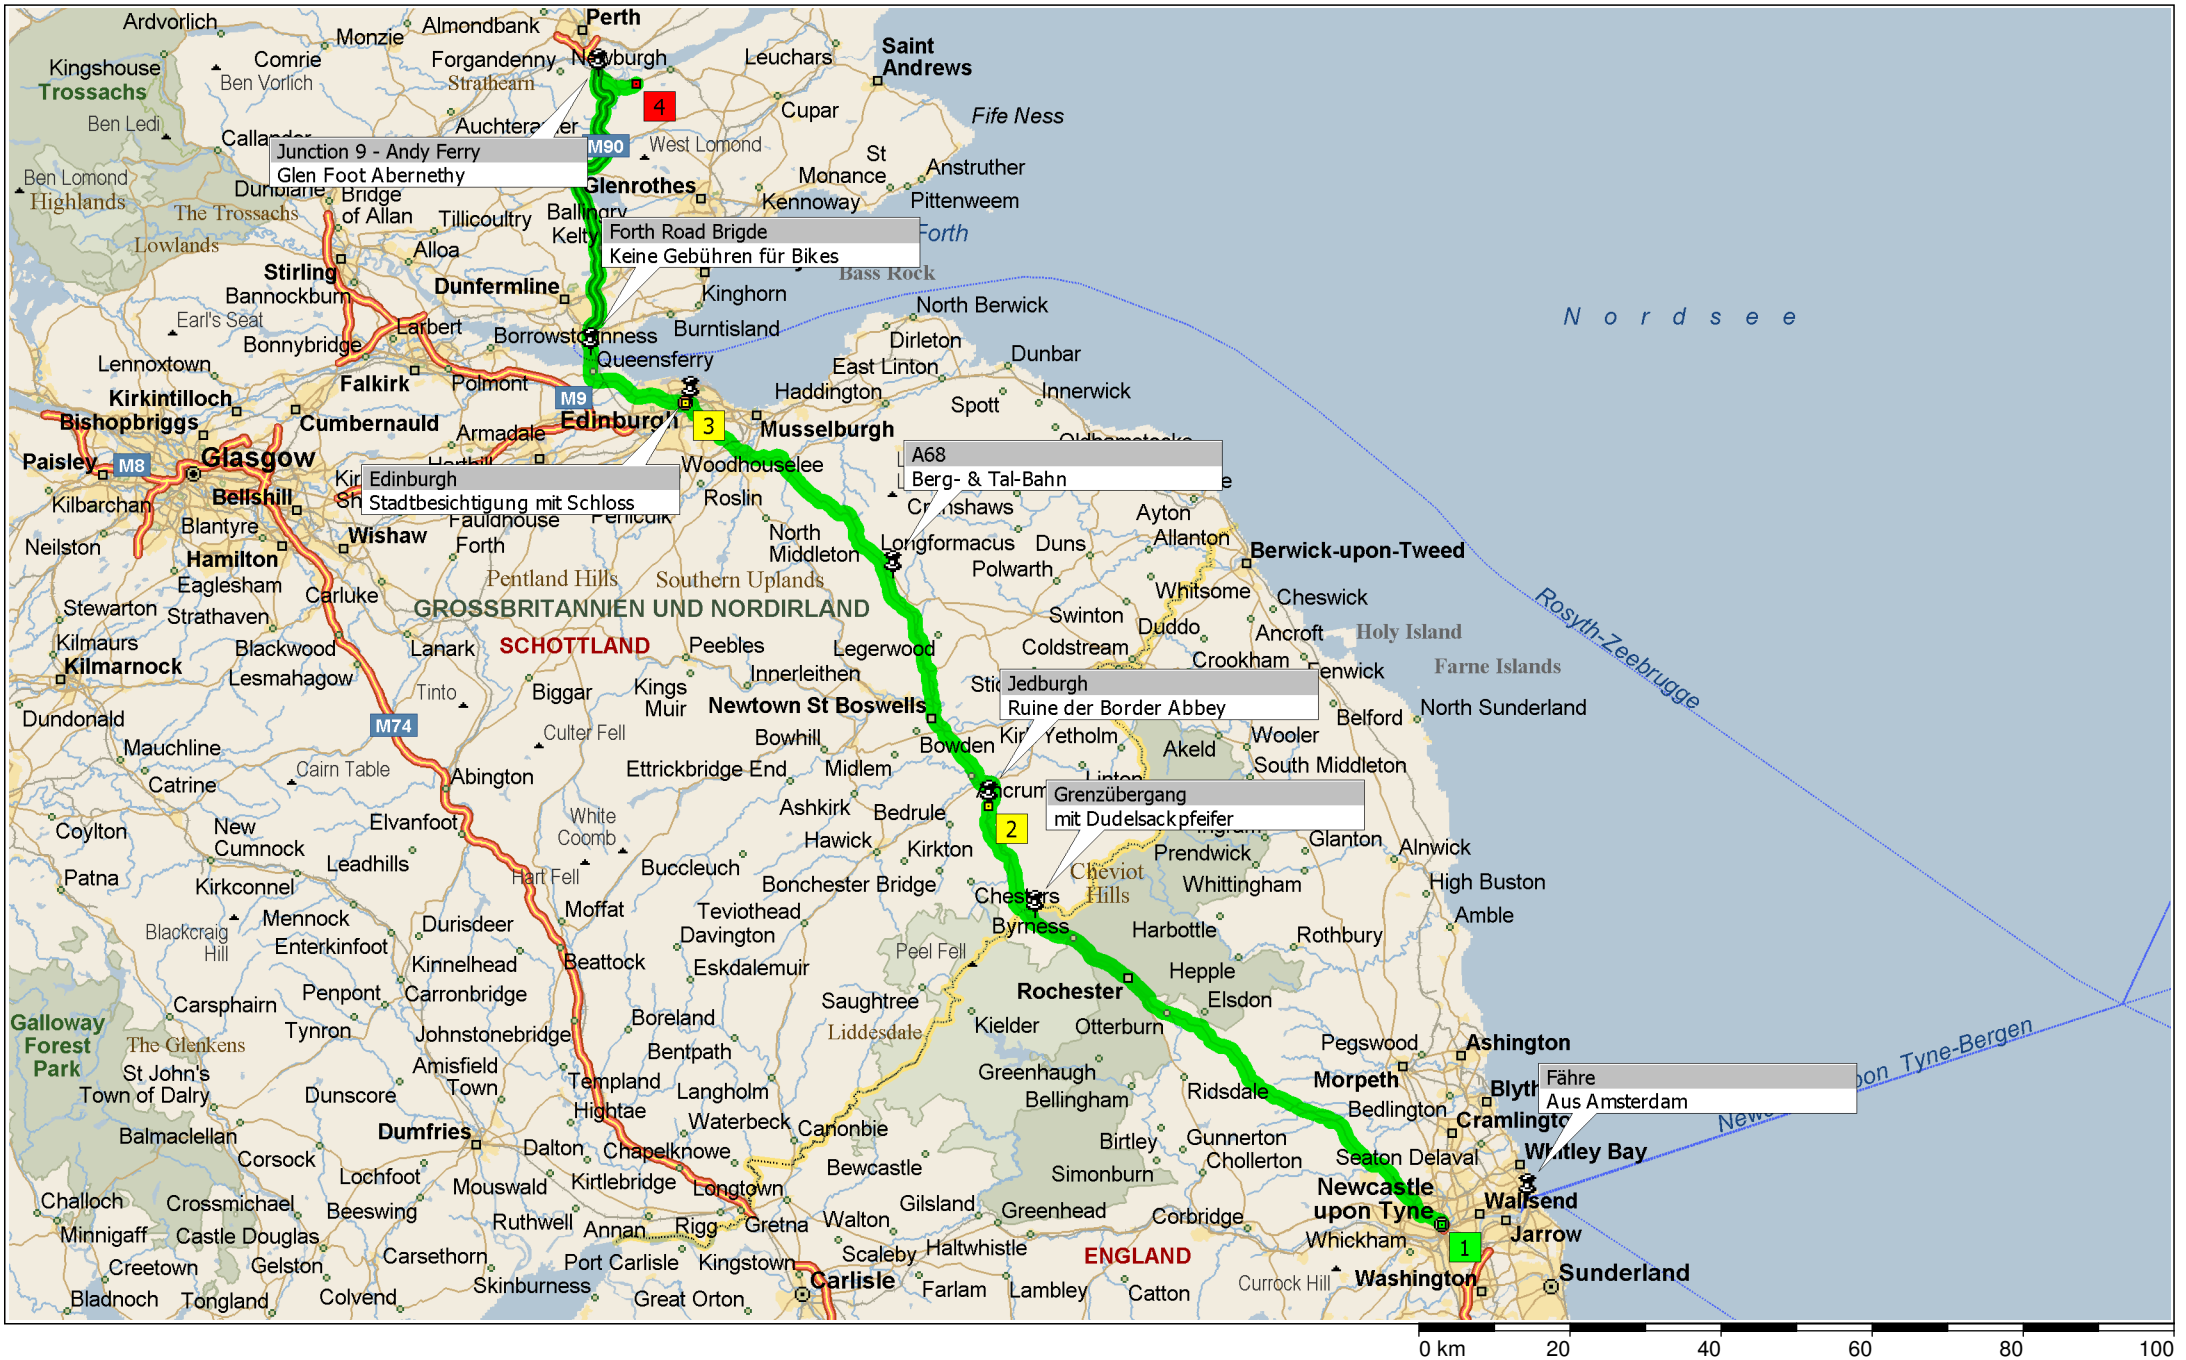 Ardvorlich
Monzie
Almondbank
Perth
Comrie
Forgandenny
Newburgh
Leuchars
Saint
Andrews
Kingshouse
Trossachs
Ben Vorlich
Strathearn
4
Cupar
Fife Ness
Ben Ledi
Auchterarder
M90
West Lomond
St
Monance
Anstruther
Junction 9 - Andy Ferry
Glen Foot Abernethy
Ben Lomond
Highlands
Dunblane
Bridge
of Allan
Glenrothes
Kennoway
Pittenweem
The Trossachs
Tillicoultry
Ballingry
Kelty
Forth Road Brigde
Keine Gebühren für Bikes
Forth
Lowlands
Alloa
Stirling
Bannockburn
Dunfermline
Bass Rock
Kinghorn
North Berwick
Nordsee
Earl's Seat
Larbert
Bonnybridge
Borrowstounness
Burntisland
Dirleton
Queensferry
Dunbar
Lennoxtown
Falkirk
Polmont
East Linton
Kirkintilloch
M9
Haddington
Innerwick
Spott
Bishopbriggs
Cumbernauld
Armadale
Edinburgh
3
Musselburgh
Oldhamstocks
Paisley
M8
Glasgow
Harthill
Woodhouselee
A68
Berg- & Tal-Bahn
Edinburgh
Stadtbesichtigung mit Schloss
Kilbarchan
Bellshill
Roslin
Cranshaws
Blantyre
Fauldhouse
Penicuik
Ayton
Neilston
Wishaw
Forth
North
Middleton
Longformacus
Duns
Allanton
Berwick-upon-Tweed
Hamilton
Eaglesham
Polwarth
Pentland Hills
Southern Uplands
Carluke
Whitsome
Cheswick
Stewarton
Strathaven
GROSSBRITANNIEN UND NORDIRLAND
Swinton
Duddo
Ancroft
Holy Island
Rosyth-Zeebrugge
Kilmaurs
Kilmarnock
Blackwood
Lanark
SCHOTTLAND
Peebles
Legerwood
Coldstream
Crookham
Fenwick
Farne Islands
Lesmahagow
Innerleithen
Tinto
Biggar
Kings
Muir
Jedburgh
Ruine der Border Abbey
Dundonald
M74
Newtown St Boswells
Belford
North Sunderland
Mauchline
Culter Fell
Bowhill
Bowden
Kirk Yetholm
Akeld
Wooler
Catrine
Cairn Table
Abington
Ettrickbridge End
Midlem
Linton
South Middleton
Ancrum
Grenzübergang
mit Dudelsackpfeifer
Coylton
New
Cumnock
Elvanfoot
White
Coomb
Ashkirk
Bedrule
2
Ingram
Glanton
Alnwick
Leadhills
Hawick
Kirkton
Prendwick
Patna
Kirkconnel
Hart Fell
Buccleuch
Bonchester Bridge
Cheviot
Hills
Whittingham
High Buston
Chesters
Mennock
Durisdeer
Moffat
Teviothead
Amble
Blackcraig
Hill
Enterkinfoot
Davington
Byrness
Harbottle
Rothbury
Kinnelhead
Beattock
Eskdalemuir
Peel Fell
Hepple
Penpont
Carronbridge
Rochester
Elsdon
Carsphairn
Saughtree
Galloway
Forest
Park
Tynron
Johnstonebridge
Boreland
Liddesdale
Kielder
Otterburn
The Glenkens
Bentpath
Pegswood
Ashington
Amisfield
Town
St John's
Town of Dalry
Templand
Langholm
Greenhaugh
Ridsdale
Morpeth
Blyth
Fähre
Aus Amsterdam
upon Tyne-Bergen
Newc
Dunscore
Hightae
Waterbeck
Bellingham
Bedlington
Cramlington
Balmaclellan
Dumfries
Dalton
Chapelknowe
Canonbie
Birtley
Gunnerton
Chollerton
Seaton Delaval
Whitley Bay
Corsock
Lochfoot
Kirtlebridge
Bewcastle
Simonburn
Challoch
Crossmichael
Mouswald
Longtown
Newcastle
upon Tyne
Wallsend
Beeswing
Ruthwell
Annan
Rigg
Gretna
Walton
Gilsland
Greenhead
Corbridge
Minnigaff
Castle Douglas
Jarrow
Whickham
1
Creetown
Gelston
Carsethorn
Port Carlisle
Kingstown
Scaleby
Haltwhistle
ENGLAND
Bladnoch
Tongland
Colvend
Skinburness
Great Orton
Carlisle
Farlam
Lambley
Catton
Currock Hill
Washington
Sunderland
0 km 20 40 60 80 100